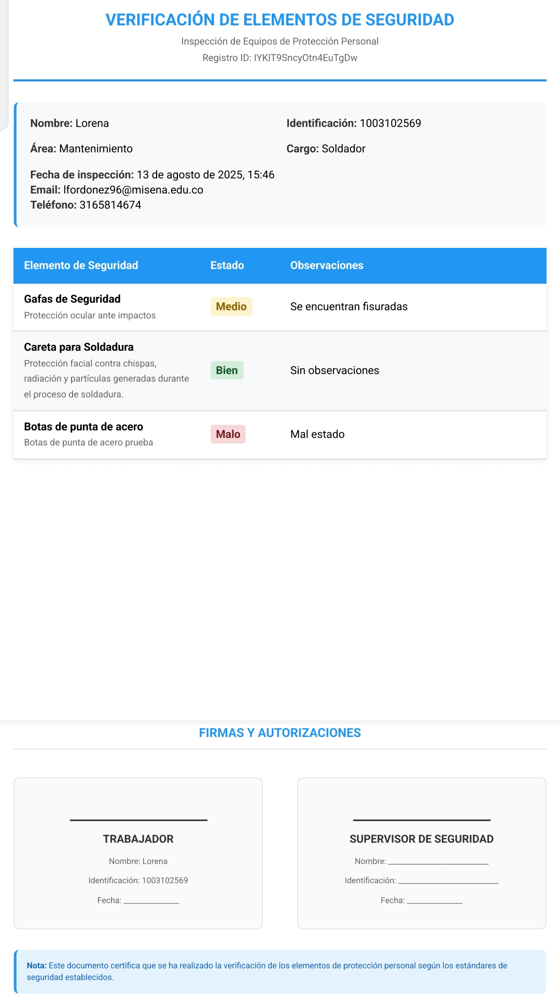 VERIFICACIÓN DE ELEMENTOS DE SEGURIDAD
Inspección de Equipos de Protección Personal
Registro ID: IYKlT9SncyOtn4EuTgDw
Nombre: Lorena
Identificación: 1003102569
Área: Mantenimiento
Cargo: Soldador
Fecha de inspección: 13 de agosto de 2025, 15:46
Email: lfordonez96@misena.edu.co
Teléfono: 3165814674
Elemento de Seguridad Estado Observaciones
Gafas de Seguridad
Protección ocular ante impactos
Medio
Se encuentran fisuradas
Careta para Soldadura
Protección facial contra chispas,
radiación y partículas generadas durante
el proceso de soldadura.
Bien
Sin observaciones
Botas de punta de acero
Botas de punta de acero prueba
Malo
Mal estado
FIRMAS Y AUTORIZACIONES
TRABAJADOR
Nombre: Lorena
Identificación: 1003102569
Fecha: _______________
SUPERVISOR DE SEGURIDAD
Nombre: ___________________________
Identificación: ___________________________
Fecha: _______________
Nota: Este documento certifica que se ha realizado la verificación de los elementos de protección personal según los estándares de
seguridad establecidos.